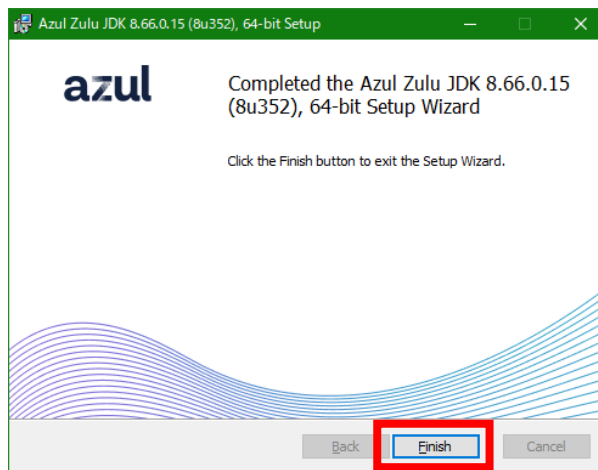 Azul Zulu JDK 8.66.0.15 (8u352), 64-bit Setup
azul
Completed the Azul Zulu JDK 8.66.0.15
(8u352), 64-bit Setup Wizard
Click the Finish button to exit the Setup Wizard.
Back Finish Cancel